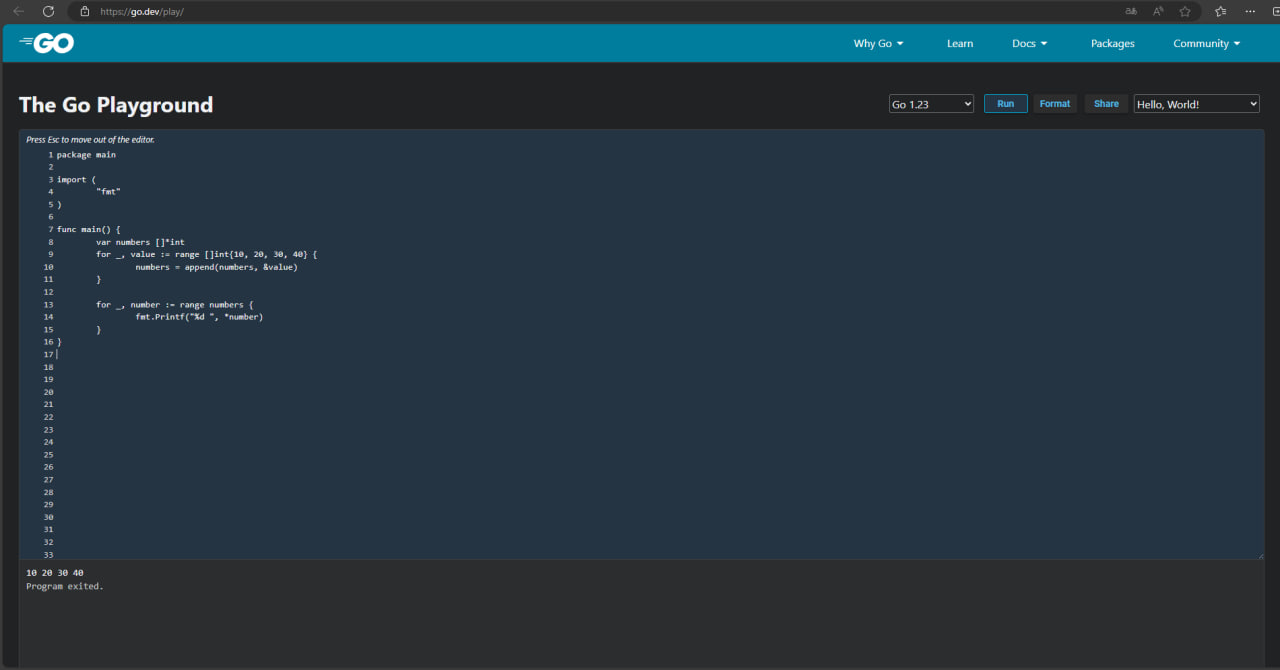 https://go.dev/play/
GO
Why Go
Learn
Docs
Packages
Community
The Go Playground
Go 1.23
Run
Format
Share
Hello, World!
Press Esc to move out of the editor.
1 package main
2
3 import (
4 "fmt"
5 )
6
7 func main() {
8 var numbers []*int
9 for _, value := range []int{10, 20, 30, 40} {
10 numbers = append(numbers, &value)
11 }
12
13 for _, number := range numbers {
14 fmt.Printf("%d ", *number)
15 }
16 }
17
18
19
20
21
22
23
24
25
26
27
28
29
30
31
32
33
10 20 30 40
Program exited.